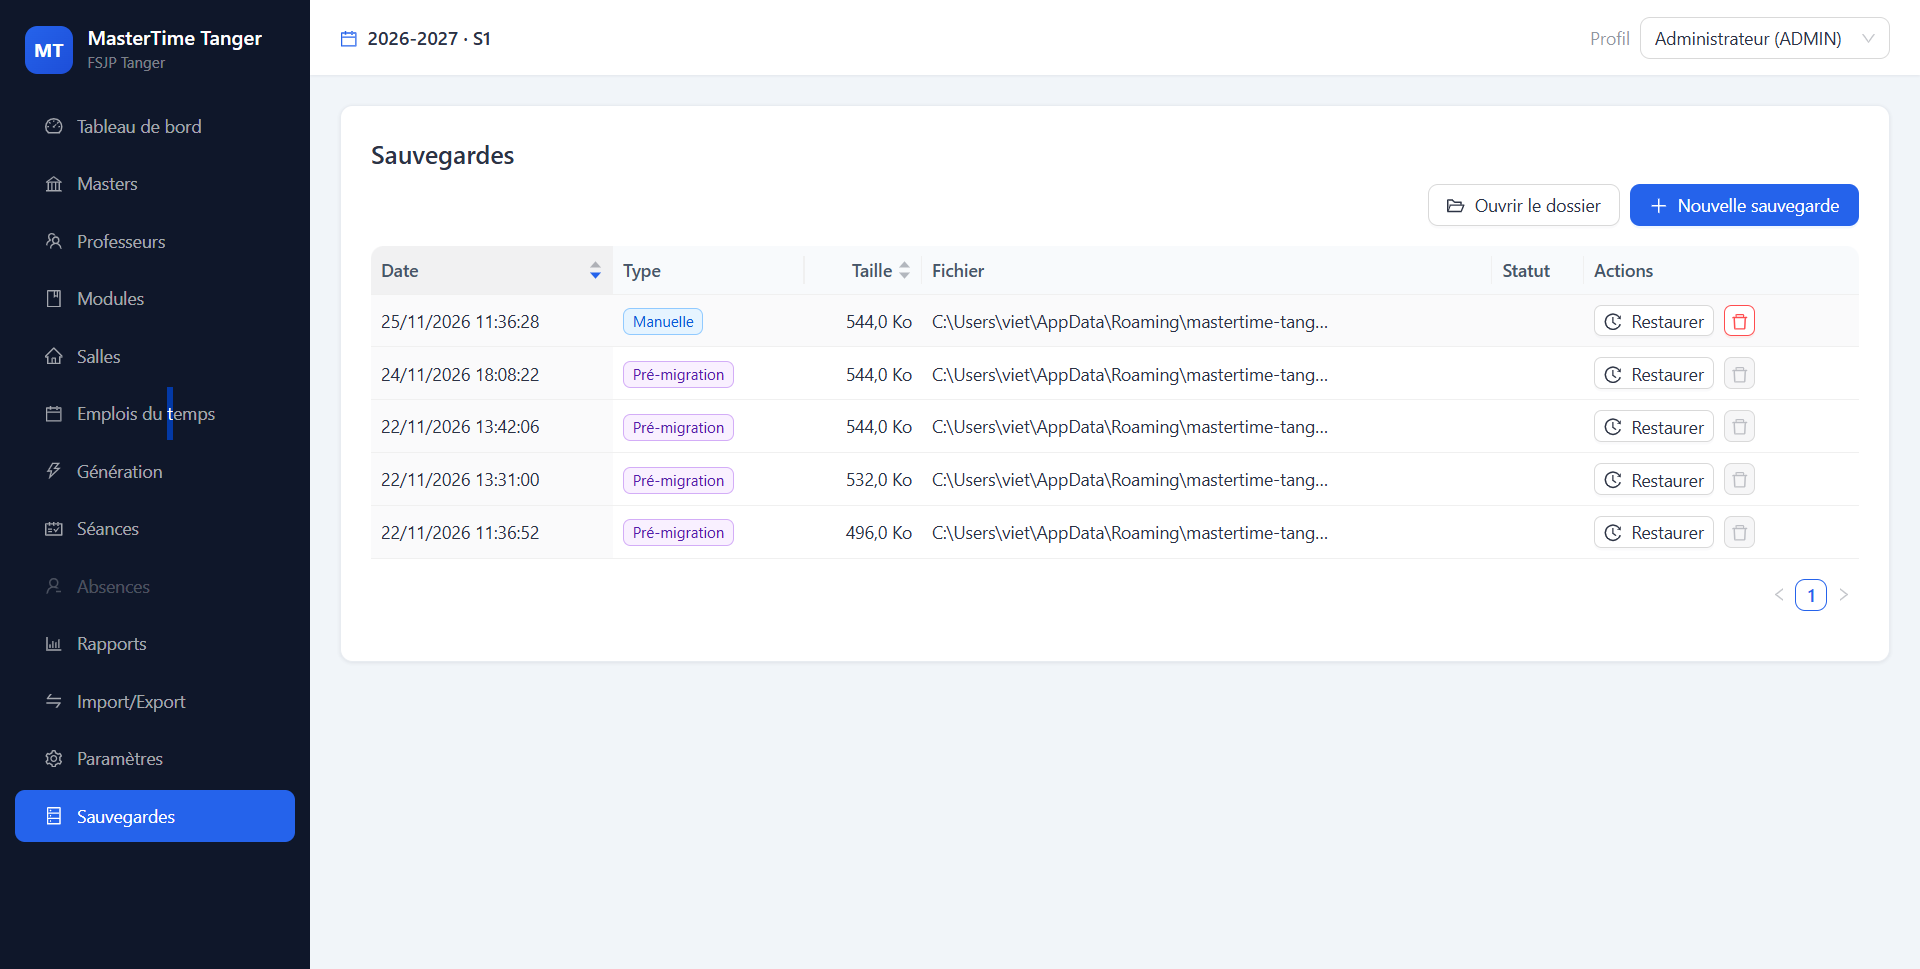 MT
MasterTime Tanger
FSJP Tanger
Tableau de bord
Masters
Professeurs
Modules
Salles
Emplois du temps
Génération
Séances
Absences
Rapports
Import/Export
Paramètres
Sauvegardes
2026-2027 · S1
Profil
Administrateur (ADMIN)
Sauvegardes
Ouvrir le dossier
Nouvelle sauvegarde
Date Type Taille Fichier Statut Actions
25/11/2026 11:36:28 Manuelle 544,0 Ko C:\Users\viet\AppData\Roaming\mastertime-tang... Restaurer
24/11/2026 18:08:22 Pré-migration 544,0 Ko C:\Users\viet\AppData\Roaming\mastertime-tang... Restaurer
22/11/2026 13:42:06 Pré-migration 544,0 Ko C:\Users\viet\AppData\Roaming\mastertime-tang... Restaurer
22/11/2026 13:31:00 Pré-migration 532,0 Ko C:\Users\viet\AppData\Roaming\mastertime-tang... Restaurer
22/11/2026 11:36:52 Pré-migration 496,0 Ko C:\Users\viet\AppData\Roaming\mastertime-tang... Restaurer
1